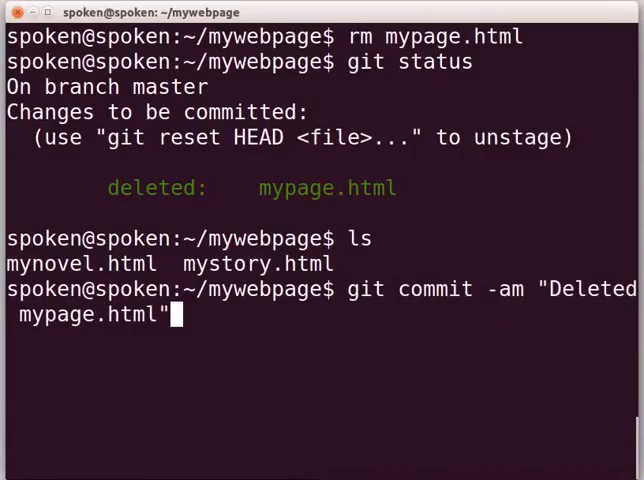 spoken@spoken: ~/mywebpage
spoken@spoken:~/mywebpage$ rm mypage.html
spoken@spoken:~/mywebpage$ git status
On branch master
Changes to be committed:
  (use "git reset HEAD <file>..." to unstage)
        deleted:    mypage.html
spoken@spoken:~/mywebpage$ ls
mynovel.html  mystory.html
spoken@spoken:~/mywebpage$ git commit -am "Deleted
 mypage.html"